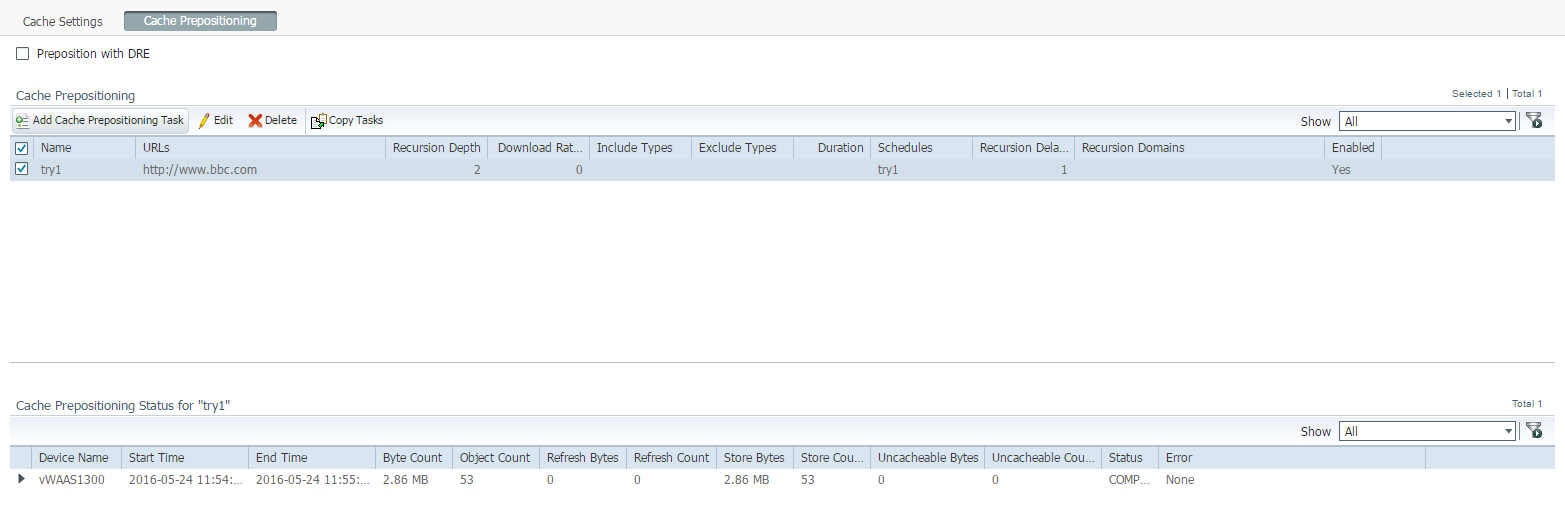 Cache Settings Cache Prepositioning
Preposition with DRE
Cache Prepositioning Selected 1 | Total 1
Add Cache Prepositioning Task Edit Delete Copy Tasks Show All
Name URLs Recursion Depth Download Rat... Include Types Exclude Types Duration Schedules Recursion Dela... Recursion Domains Enabled
try1 http://www.bbc.com 2 0 try1 1 Yes
Cache Prepositioning Status for "try1" Total 1
Show All
Device Name Start Time End Time Byte Count Object Count Refresh Bytes Refresh Count Store Bytes Store Cou... Uncacheable Bytes Uncacheable Cou... Status Error
vWAAS1300 2016-05-24 11:54:... 2016-05-24 11:55:... 2.86 MB 53 0 0 2.86 MB 53 0 0 COMP... None